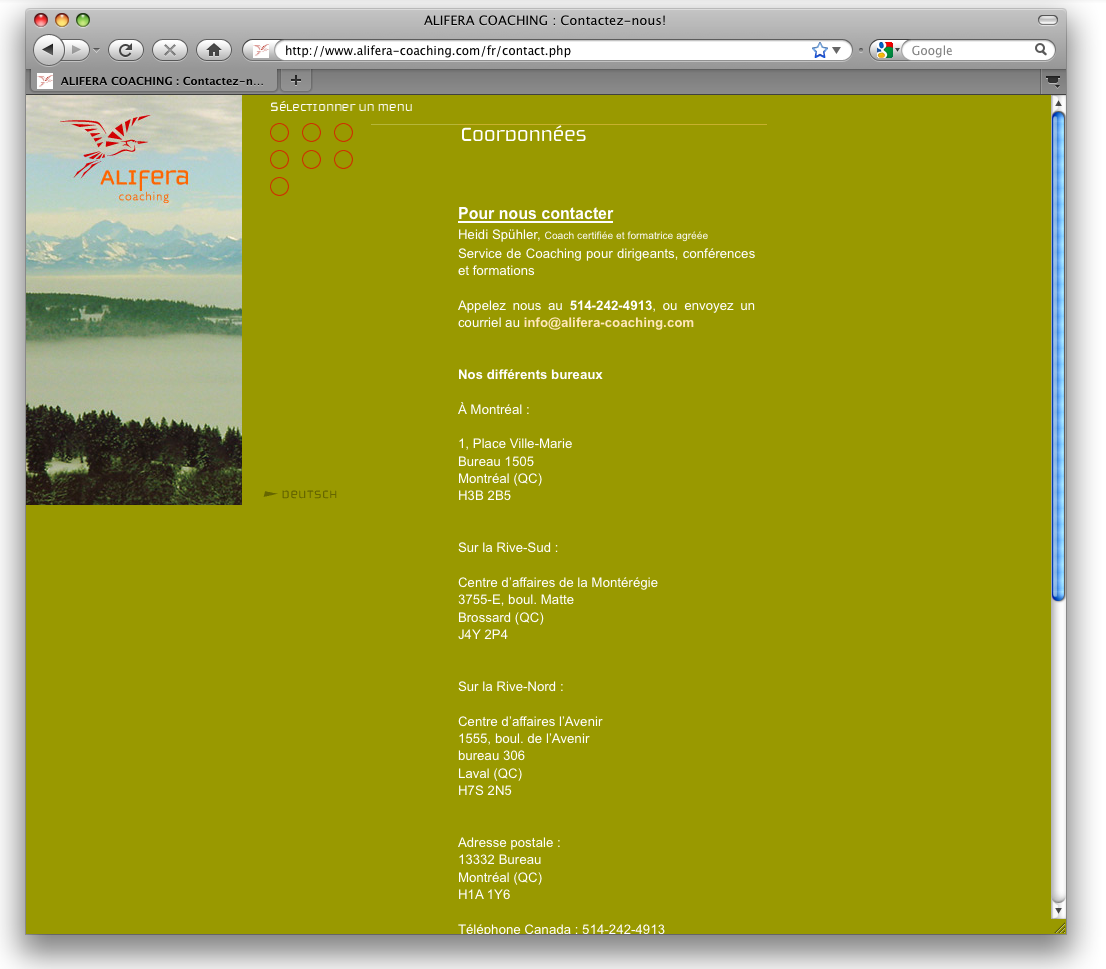 ALIFERA COACHING : Contactez-nous!
http://www.alifera-coaching.com/fr/contact.php
Google
ALIFERA COACHING : Contactez-n...
Sélectionner un menu
Coordonnées
ALIfera
coaching
Pour nous contacter
Heidi Spühler, Coach certifiée et formatrice agréée
Service de Coaching pour dirigeants, conférences
et formations
Appelez nous au 514-242-4913, ou envoyez un
courriel au info@alifera-coaching.com
Nos différents bureaux
À Montréal :
1, Place Ville-Marie
Bureau 1505
Montréal (QC)
H3B 2B5
DEUTSCH
Sur la Rive-Sud :
Centre d'affaires de la Montérégie
3755-E, boul. Matte
Brossard (QC)
J4Y 2P4
Sur la Rive-Nord :
Centre d'affaires l'Avenir
1555, boul. de l'Avenir
bureau 306
Laval (QC)
H7S 2N5
Adresse postale :
13332 Bureau
Montréal (QC)
H1A 1Y6
Téléphone Canada : 514-242-4913